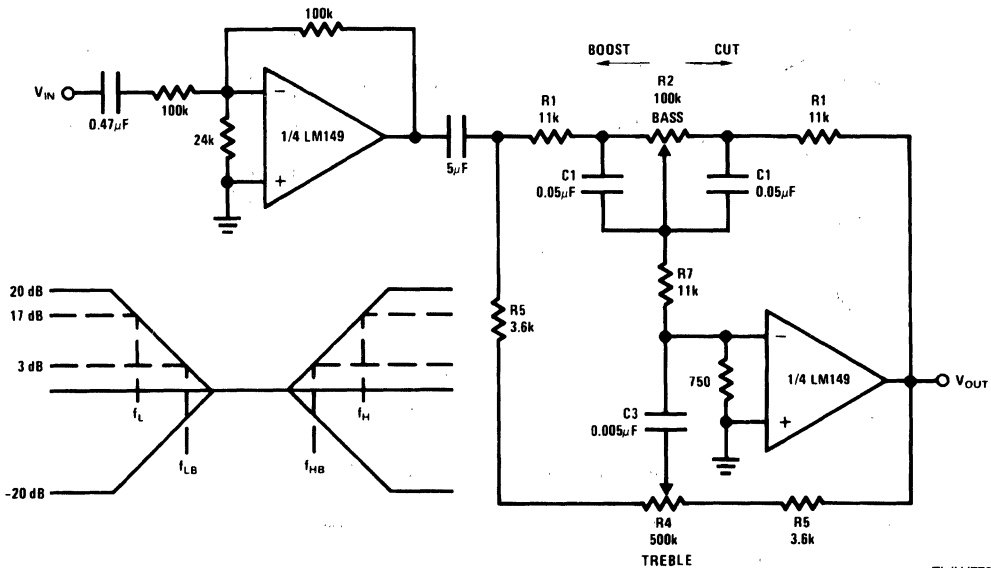 100k
BOOST
CUT
V_IN
0.47μF
100k
24k
−
+
1/4 LM149
5μF
R1
11k
R2
100k
BASS
R1
11k
C1
0.05μF
C1
0.05μF
R7
11k
R5
3.6k
20 dB
17 dB
3 dB
-20 dB
f_L
f_LB
f_HB
f_H
750
−
+
1/4 LM149
V_OUT
C3
0.005μF
R4
500k
TREBLE
R5
3.6k